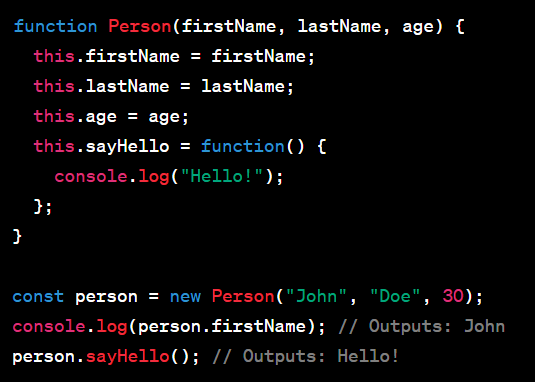 function Person(firstName, lastName, age) {
  this.firstName = firstName;
  this.lastName = lastName;
  this.age = age;
  this.sayHello = function() {
    console.log("Hello!");
  };
}

const person = new Person("John", "Doe", 30);
console.log(person.firstName); // Outputs: John
person.sayHello(); // Outputs: Hello!